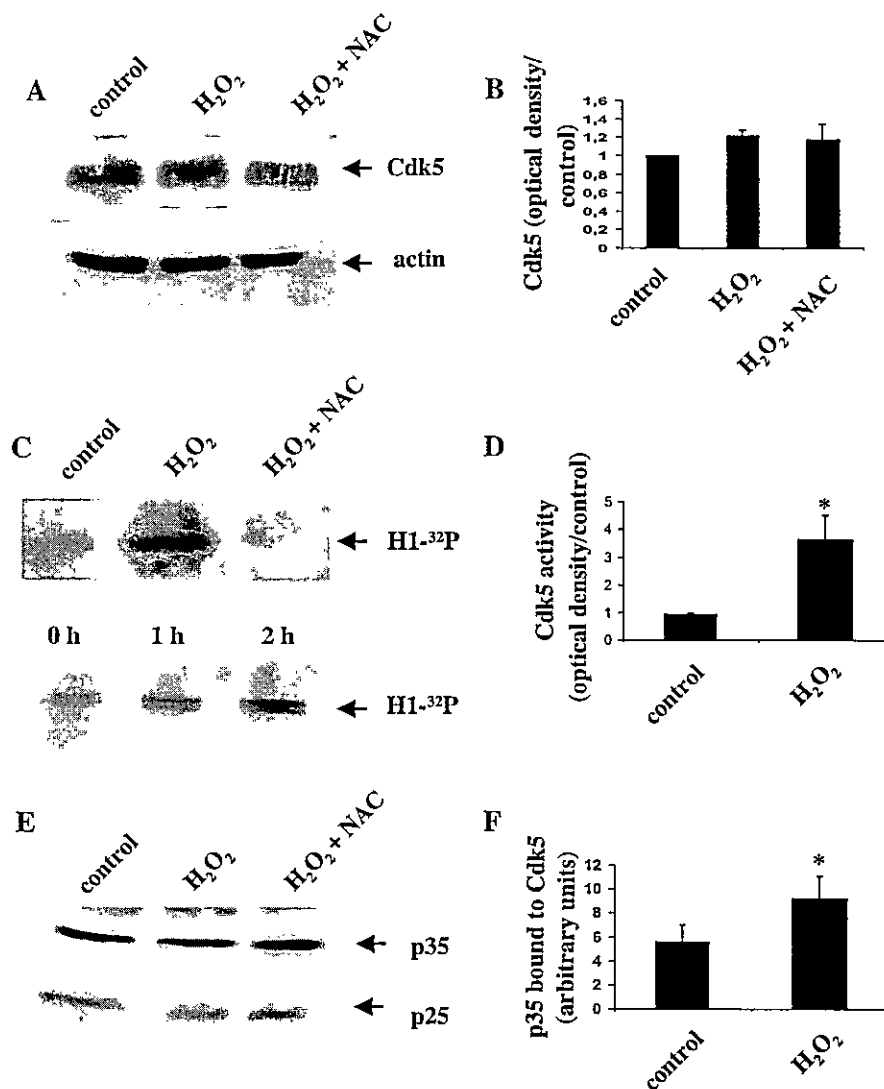 A
control
H₂O₂
H₂O₂ + NAC
Cdk5
actin
B
Cdk5 (optical density/
control)
1,6
1,4
1,2
1
0,8
0,6
0,4
0,2
0
control
H₂O₂
H₂O₂ + NAC
C
control
H₂O₂
H₂O₂ + NAC
H1-³²P
0 h
1 h
2 h
H1-³²P
D
Cdk5 activity
(optical density/control)
5
4
3
2
1
0
*
control
H₂O₂
E
control
H₂O₂
H₂O₂ + NAC
p35
p25
F
p35 bound to Cdk5
(arbitrary units)
12
10
8
6
4
2
0
*
control
H₂O₂